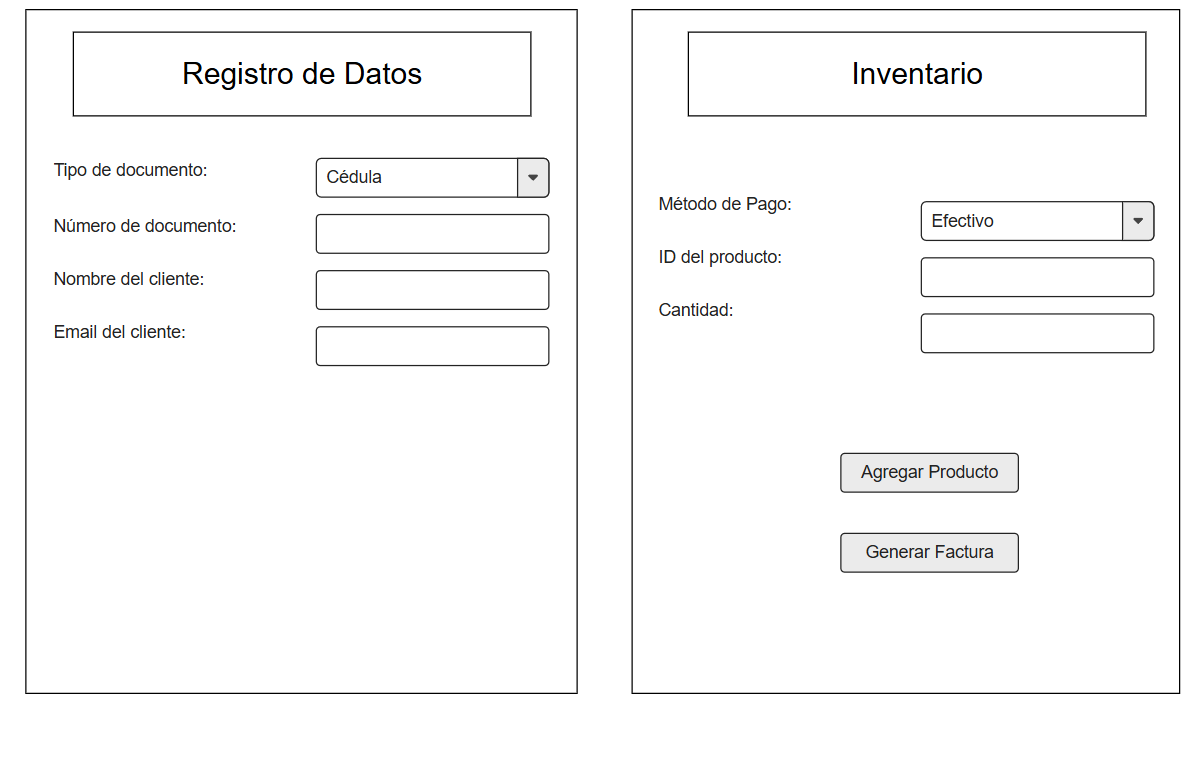 Registro de Datos
Tipo de documento:
Cédula
Número de documento:
Nombre del cliente:
Email del cliente:
Inventario
Método de Pago:
Efectivo
ID del producto:
Cantidad:
Agregar Producto
Generar Factura